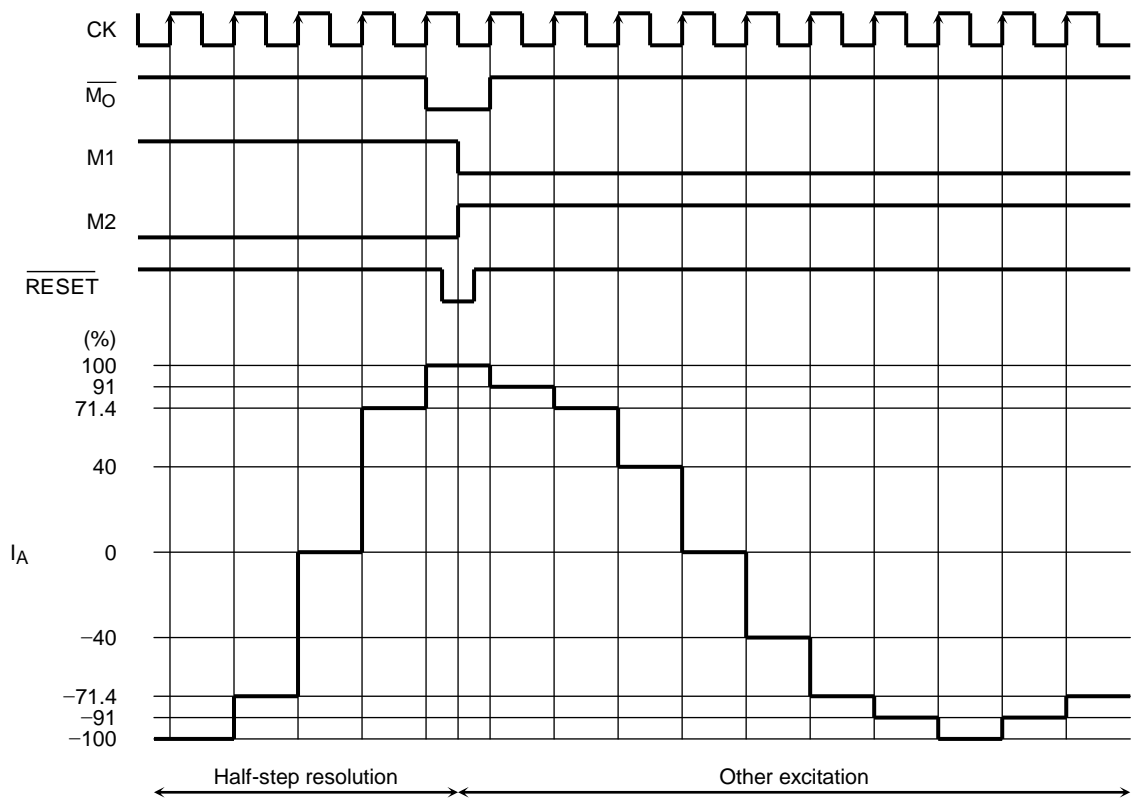 CK
M̅O̅
M1
M2
R̅E̅S̅E̅T̅
(%)
100
91
71.4
40
IA
0
−40
−71.4
−91
−100
Half-step resolution
Other excitation